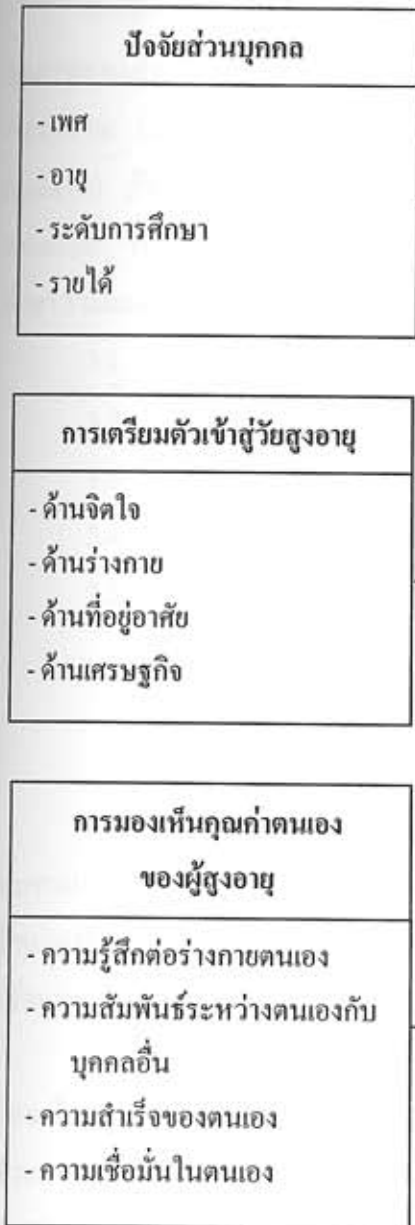 ปัจจัยส่วนบุคคล
- เพศ
- อายุ
- ระดับการศึกษา
- รายได้
การเตรียมตัวเข้าสู่วัยสูงอายุ
- ด้านจิตใจ
- ด้านร่างกาย
- ด้านที่อยู่อาศัย
- ด้านเศรษฐกิจ
การมองเห็นคุณค่าตนเอง
ของผู้สูงอายุ
- ความรู้สึกต่อร่างกายตนเอง
- ความสัมพันธ์ระหว่างตนเองกับ
บุคคลอื่น
- ความสำเร็จของตนเอง
- ความเชื่อมั่นในตนเอง